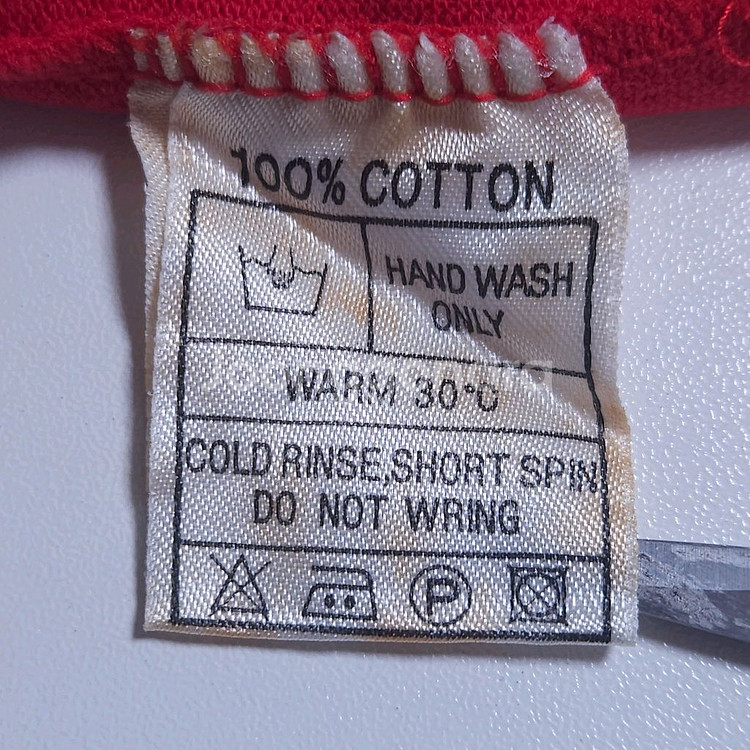 100% COTTON
HAND WASH
ONLY
WARM 30°C
COLD RINSE,SHORT SPIN
DO NOT WRING
P